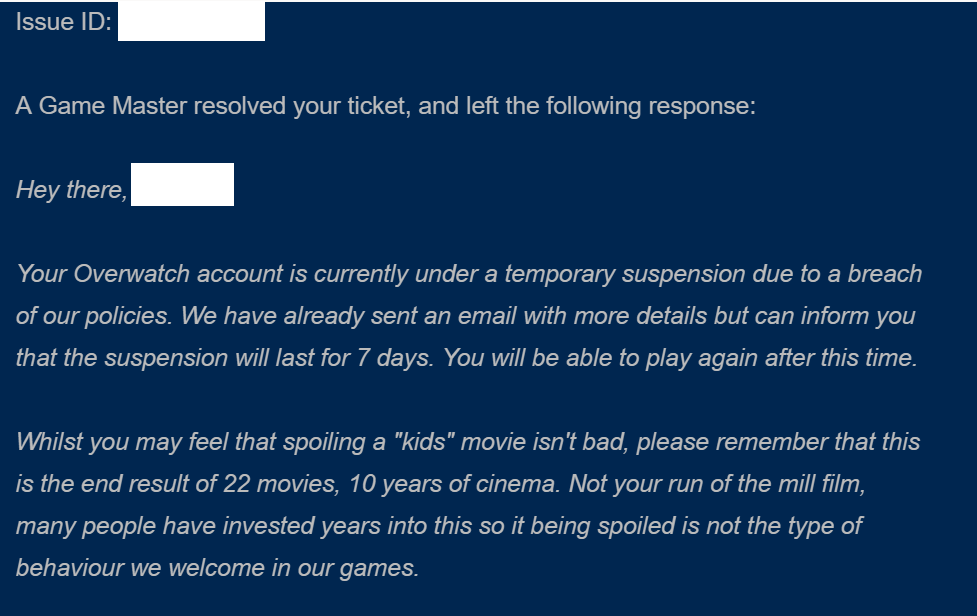 Issue ID:
A Game Master resolved your ticket, and left the following response:
Hey there,
Your Overwatch account is currently under a temporary suspension due to a breach
of our policies. We have already sent an email with more details but can inform you
that the suspension will last for 7 days. You will be able to play again after this time.
Whilst you may feel that spoiling a "kids" movie isn't bad, please remember that this
is the end result of 22 movies, 10 years of cinema. Not your run of the mill film,
many people have invested years into this so it being spoiled is not the type of
behaviour we welcome in our games.